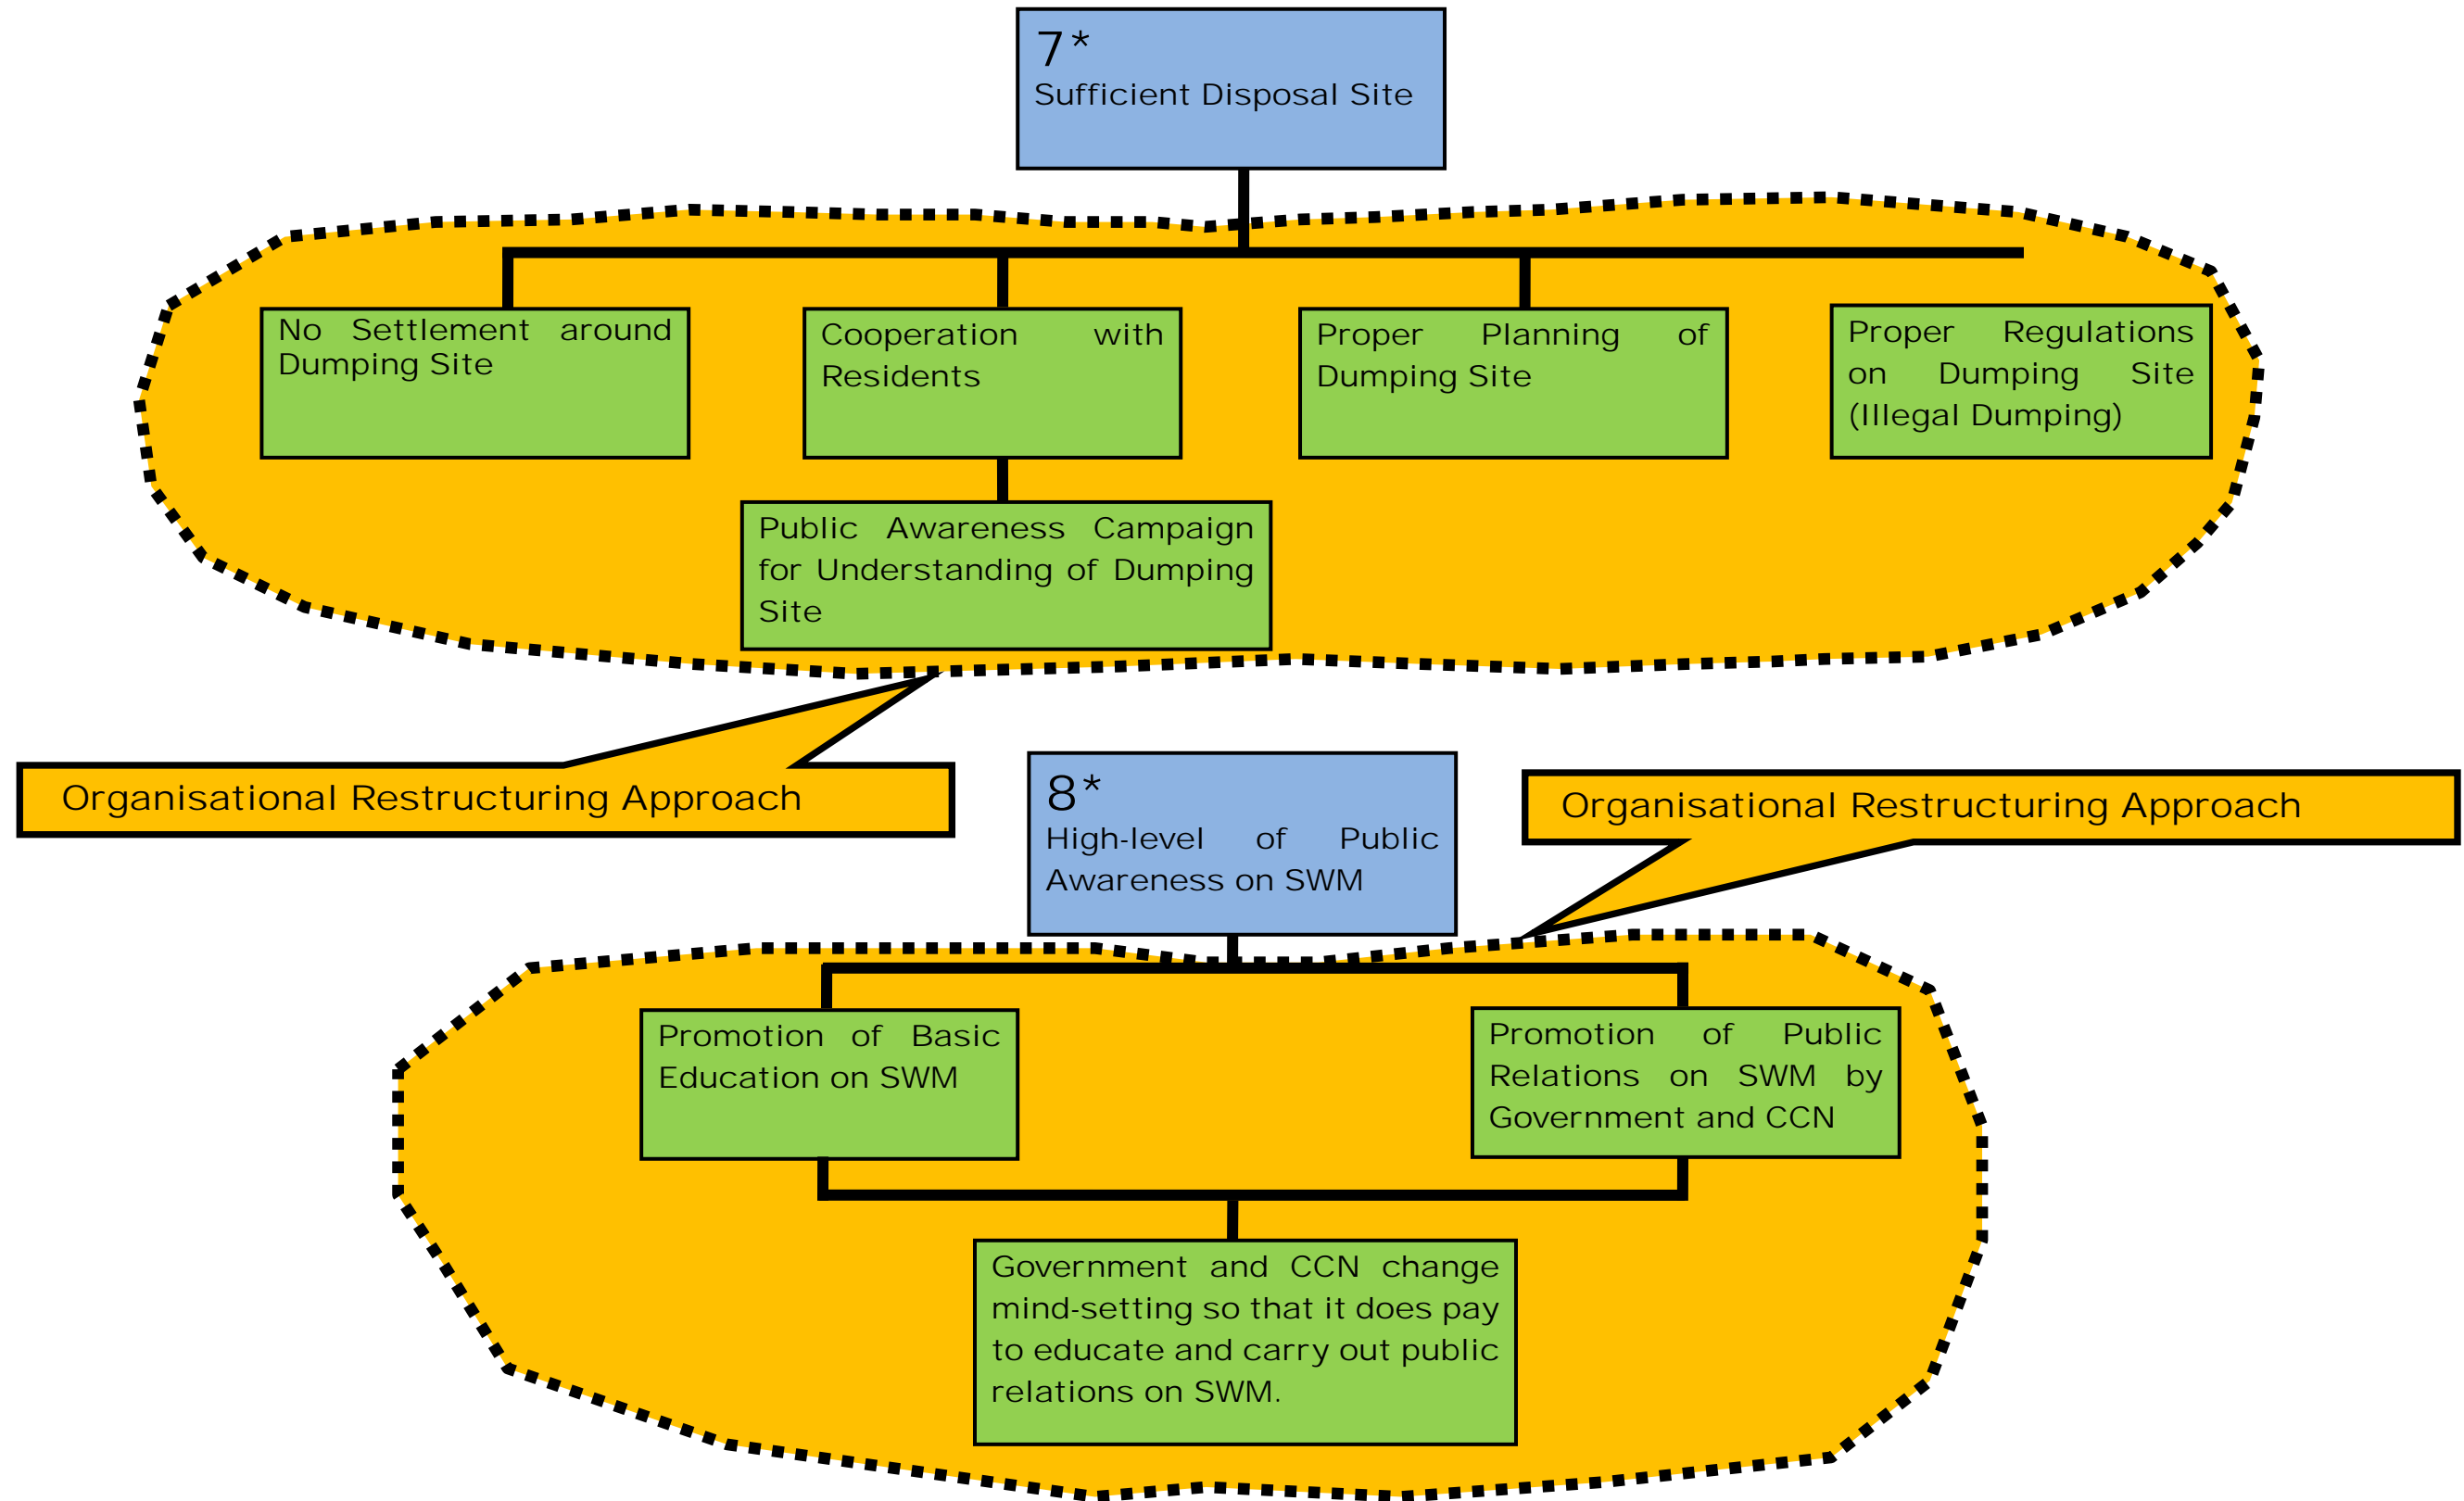 7*
Sufficient Disposal Site
No Settlement around
Dumping Site
Cooperation with
Residents
Proper Planning of
Dumping Site
Proper Regulations
on Dumping Site
(Illegal Dumping)
Public Awareness Campaign
for Understanding of Dumping
Site
Organisational Restructuring Approach
8*
High-level of Public
Awareness on SWM
Organisational Restructuring Approach
Promotion of Basic
Education on SWM
Promotion of Public
Relations on SWM by
Government and CCN
Government and CCN change
mind-setting so that it does pay
to educate and carry out public
relations on SWM.